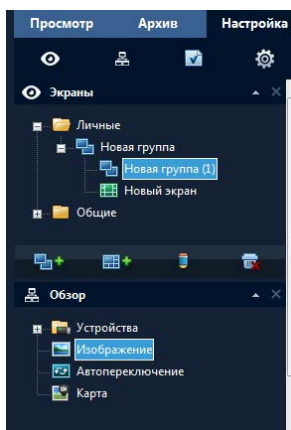 Просмотр Архив Настройка
Экраны
Личные
Новая группа
Новая группа (1)
Новый экран
Общие
Обзор
Устройства
Изображение
Автопереключение
Карта